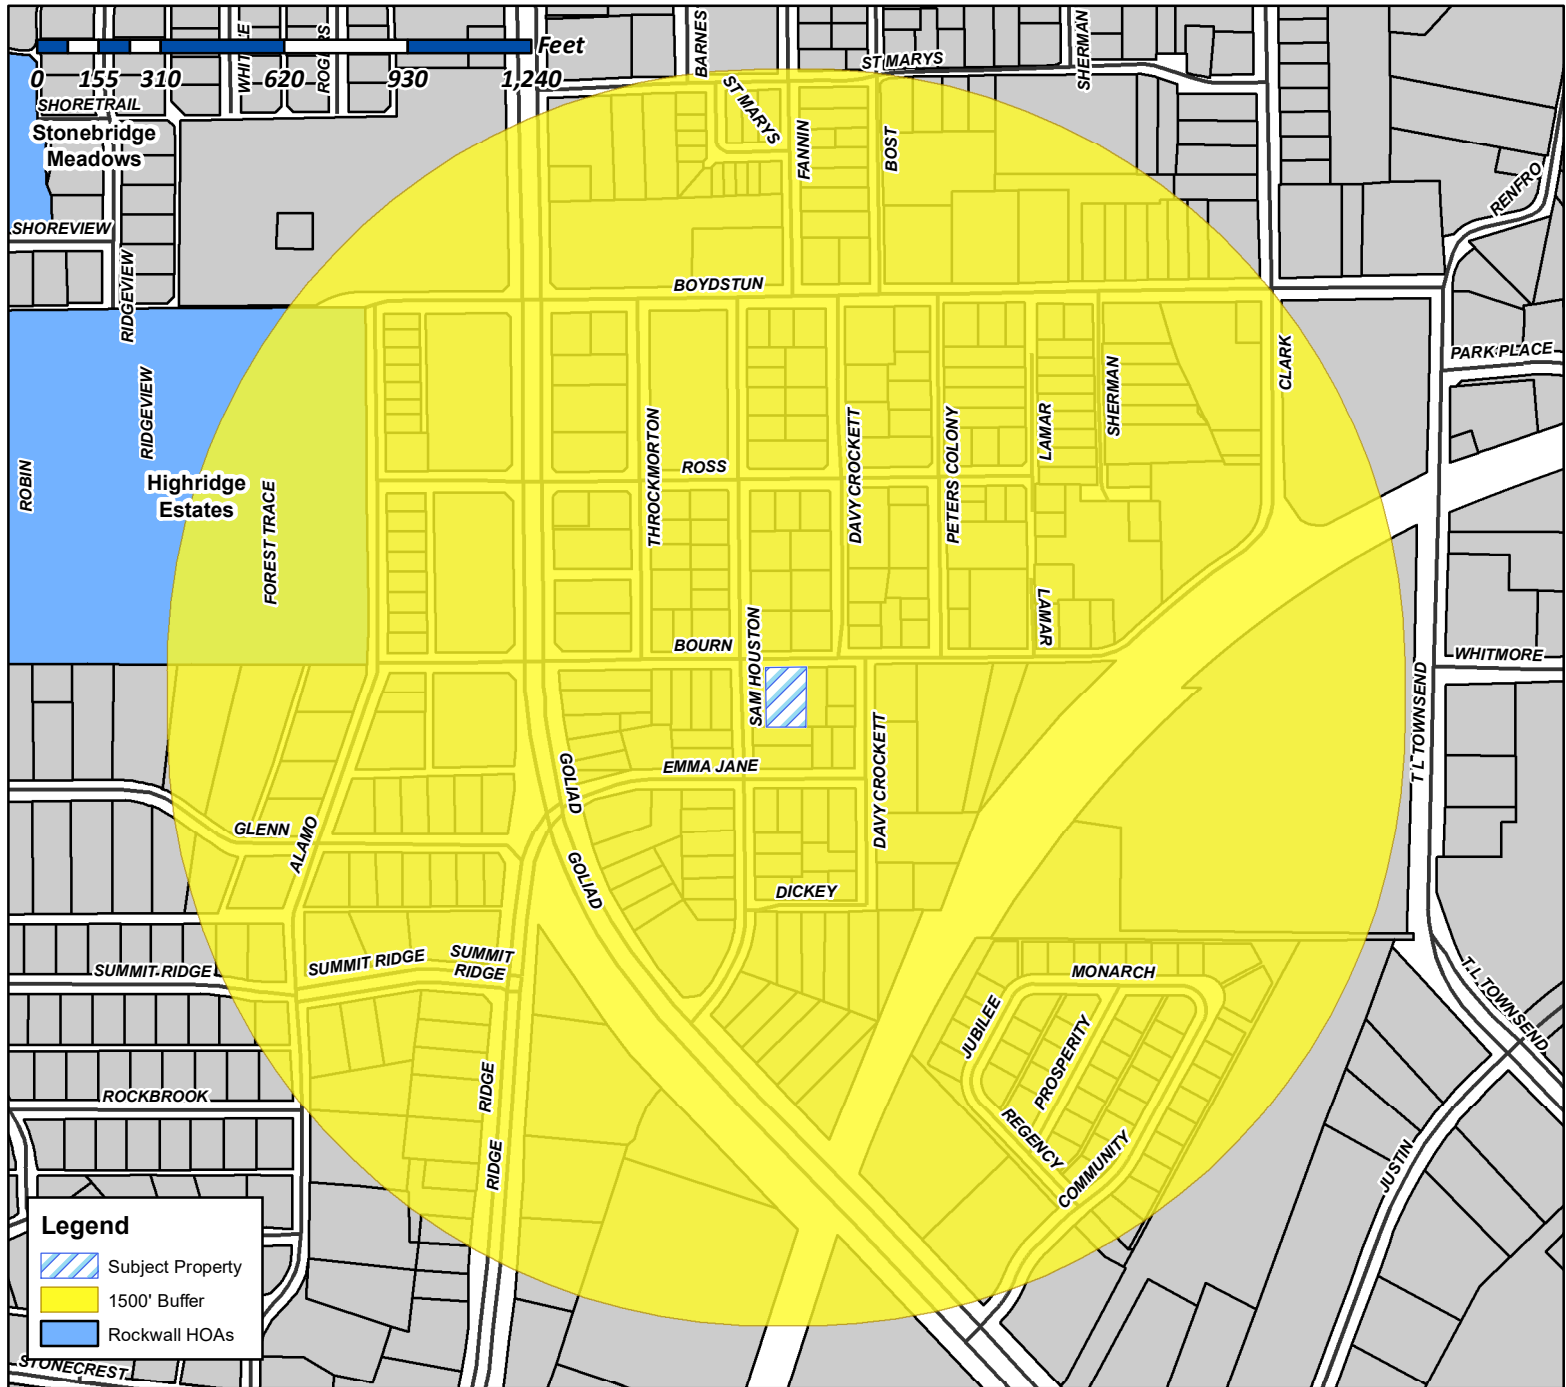 BARNES
SHERMAN
ST MARYS
Feet
0 155 310 620 930 1,240
SHORETRAIL
Stonebridge
Meadows
ST MARYS
FANNIN
BOST
RENFRO
SHOREVIEW
RIDGEVIEW
BOYDSTUN
PARK PLACE
CLARK
RIDGEVIEW
THROCKMORTON
DAVY CROCKETT
PETERS COLONY
LAMAR
SHERMAN
ROBIN
Highridge
Estates
FOREST TRACE
ROSS
LAMAR
SAM HOUSTON
BOURN
WHITMORE
T L TOWNSEND
GOLIAD
EMMA JANE
DAVY CROCKETT
GLENN
ALAMO
GOLIAD
DICKEY
SUMMIT RIDGE
SUMMIT RIDGE
SUMMIT
RIDGE
MONARCH
T L TOWNSEND
JUBILEE
PROSPERITY
RIDGE
ROCKBROOK
REGENCY
COMMUNITY
RIDGE
JUSTIN
Legend
Subject Property
1500' Buffer
Rockwall HOAs
STONECREST